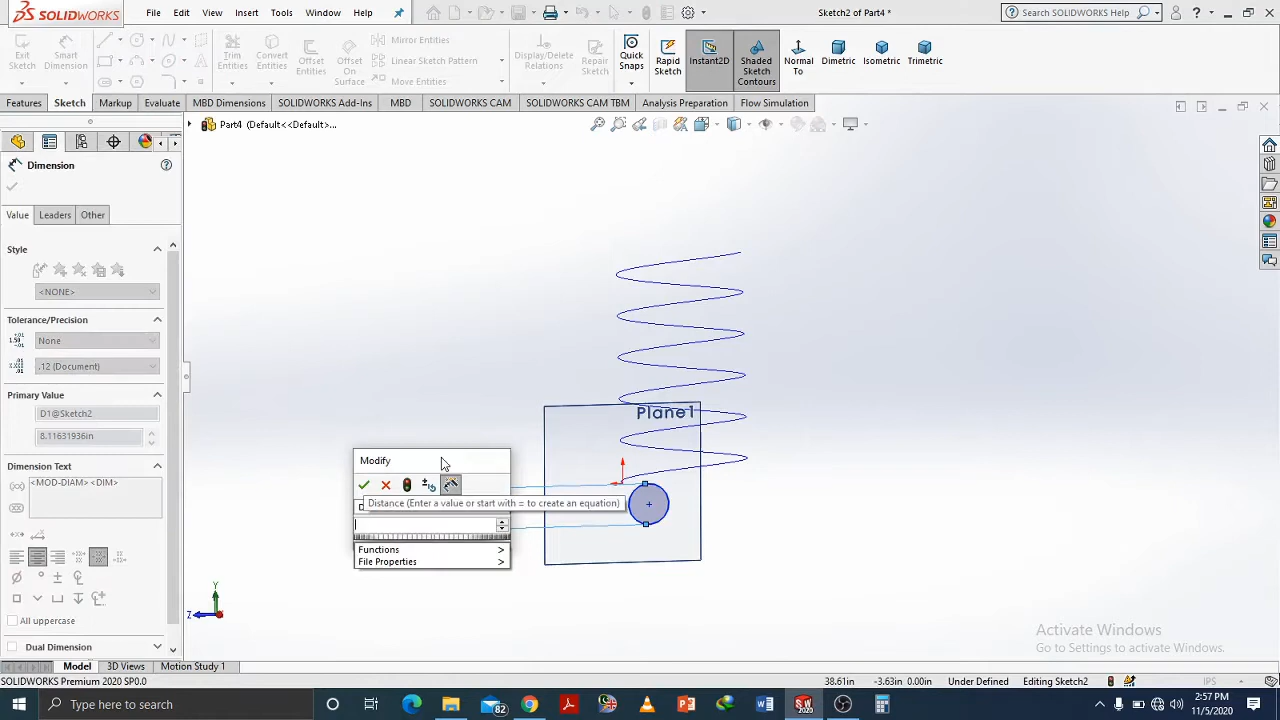 SOLIDWORKS
File
Edit
View
Insert
Tools
Window
Help
Sketch2 of Part4 *
Search SOLIDWORKS Help
Exit Sketch
Smart Dimension
Trim Entities
Convert Entities
Offset Entities
Offset On Surface
Mirror Entities
Linear Sketch Pattern
Move Entities
Display/Delete Relations
Repair Sketch
Quick Snaps
Rapid Sketch
Instant2D
Shaded Sketch Contours
Normal To
Dimetric
Isometric
Trimetric
Features
Sketch
Markup
Evaluate
MBD Dimensions
SOLIDWORKS Add-Ins
MBD
SOLIDWORKS CAM
SOLIDWORKS CAM TBM
Analysis Preparation
Flow Simulation
Part4 (Default<<Default>...
Dimension
Value
Leaders
Other
Style
<NONE>
Tolerance/Precision
None
.12 (Document)
Primary Value
D1@Sketch2
8.11631936in
Dimension Text
<MOD-DIAM> <DIM>
All uppercase
Dual Dimension
Plane1
Modify
Distance (Enter a value or start with = to create an equation)
Functions
File Properties
Y
Z
Activate Windows
Go to Settings to activate Windows.
Model
3D Views
Motion Study 1
SOLIDWORKS Premium 2020 SP0.0
38.61in
-3.63in
0.00in
Under Defined
Editing Sketch2
IPS
Type here to search
82
2:57 PM
11/5/2020